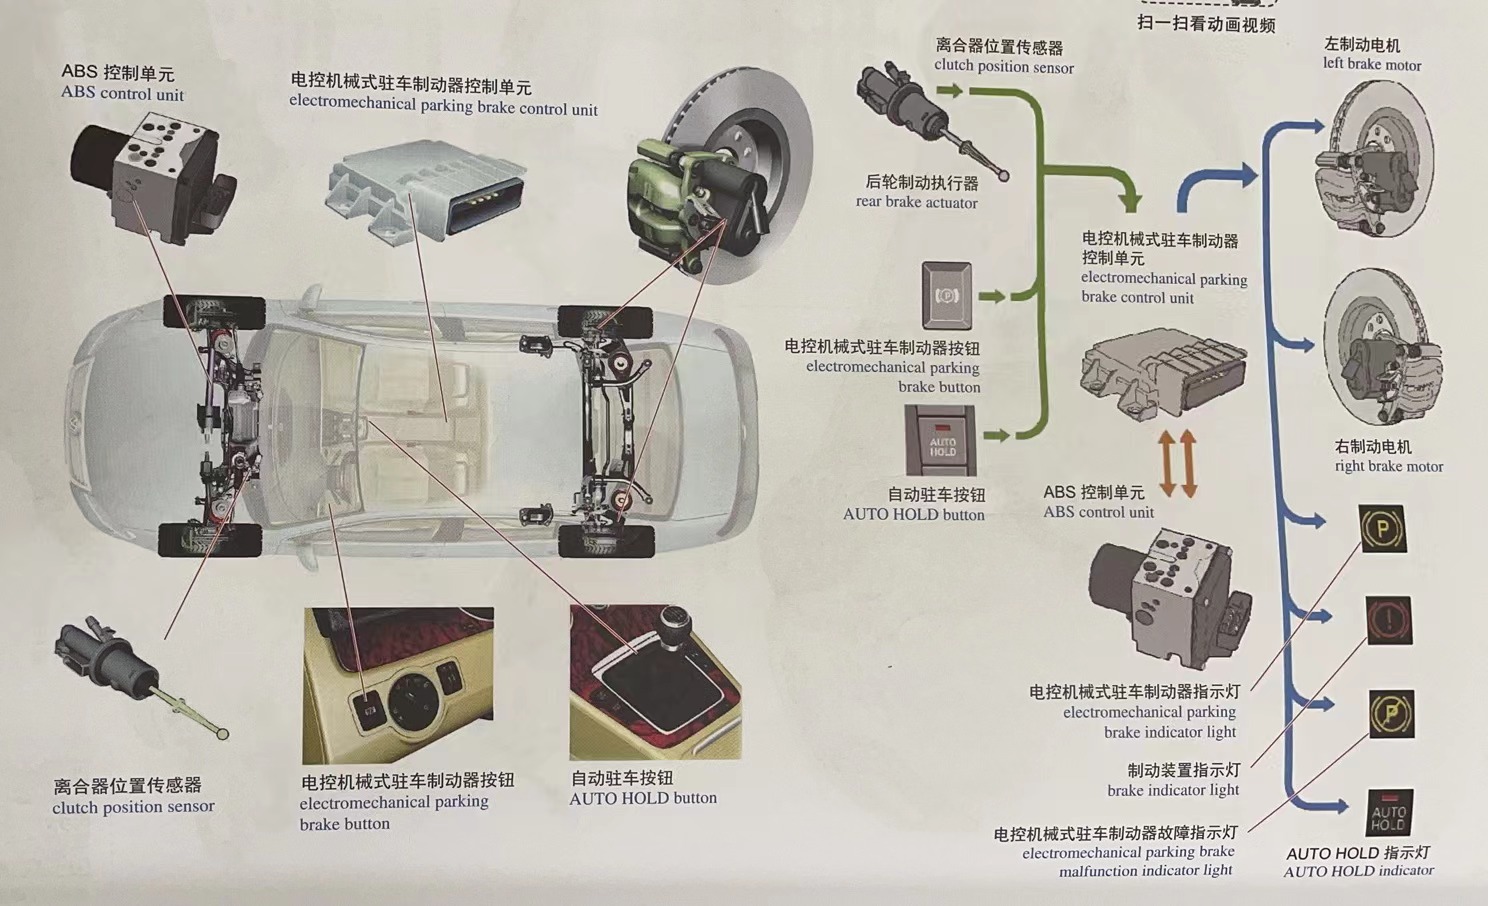 扫一扫看动画视频
ABS 控制单元
ABS control unit
电控机械式驻车制动器控制单元
electromechanical parking brake control unit
离合器位置传感器
clutch position sensor
电控机械式驻车制动器按钮
electromechanical parking
brake button
自动驻车按钮
AUTO HOLD button
离合器位置传感器
clutch position sensor
后轮制动执行器
rear brake actuator
电控机械式驻车制动器按钮
electromechanical parking
brake button
AUTO
HOLD
自动驻车按钮
AUTO HOLD button
电控机械式驻车制动器
控制单元
electromechanical parking
brake control unit
ABS 控制单元
ABS control unit
左制动电机
left brake motor
右制动电机
right brake motor
P
P
P
!
P
电控机械式驻车制动器指示灯
electromechanical parking
brake indicator light
制动装置指示灯
brake indicator light
电控机械式驻车制动器故障指示灯
electromechanical parking brake
malfunction indicator light
AUTO
HOLD
AUTO HOLD 指示灯
AUTO HOLD indicator